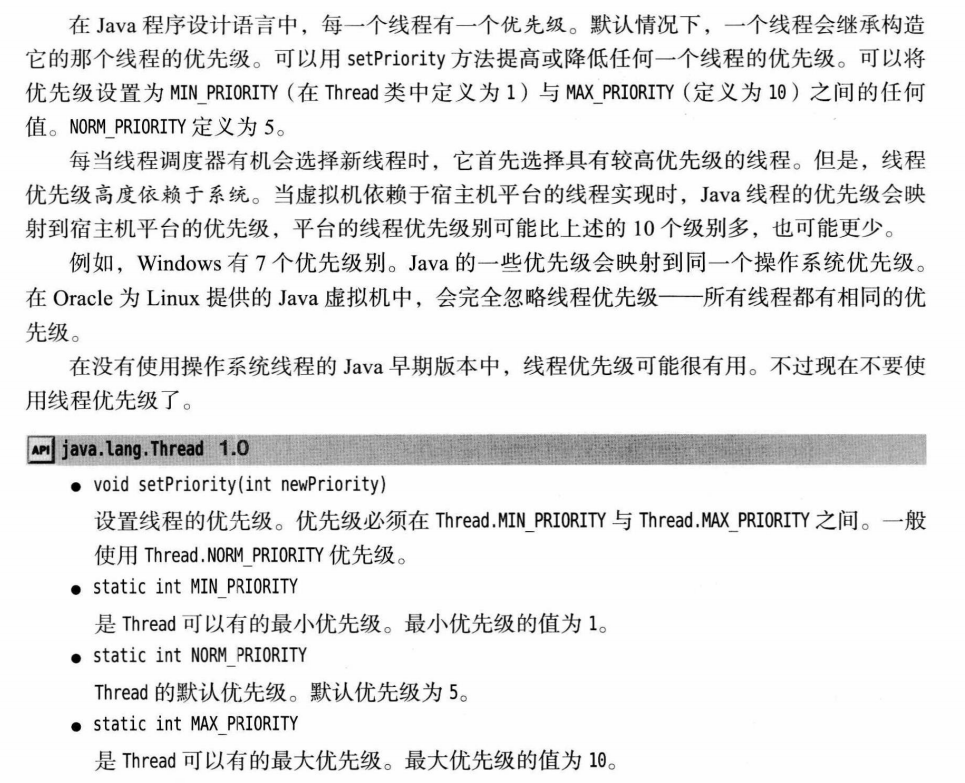 在 Java 程序设计语言中，每一个线程有一个优先级。默认情况下，一个线程会继承构造
它的那个线程的优先级。可以用 setPriority 方法提高或降低任何一个线程的优先级。可以将
优先级设置为 MIN_PRIORITY（在 Thread 类中定义为 1）与 MAX_PRIORITY（定义为 10）之间的任何
值。NORM_PRIORITY 定义为 5。
每当线程调度器有机会选择新线程时，它首先选择具有较高优先级的线程。但是，线程
优先级高度依赖于系统。当虚拟机依赖于宿主机平台的线程实现时，Java 线程的优先级会映
射到宿主机平台的优先级，平台的线程优先级别可能比上述的 10 个级别多，也可能更少。
例如，Windows 有 7 个优先级别。Java 的一些优先级会映射到同一个操作系统优先级。
在 Oracle 为 Linux 提供的 Java 虚拟机中，会完全忽略线程优先级——所有线程都有相同的优
先级。
在没有使用操作系统线程的 Java 早期版本中，线程优先级可能很有用。不过现在不要使
用线程优先级了。
API java.lang.Thread 1.0
● void setPriority(int newPriority)
设置线程的优先级。优先级必须在 Thread.MIN_PRIORITY 与 Thread.MAX_PRIORITY 之间。一般
使用 Thread.NORM_PRIORITY 优先级。
● static int MIN_PRIORITY
是 Thread 可以有的最小优先级。最小优先级的值为 1。
● static int NORM_PRIORITY
Thread 的默认优先级。默认优先级为 5。
● static int MAX_PRIORITY
是 Thread 可以有的最大优先级。最大优先级的值为 10。